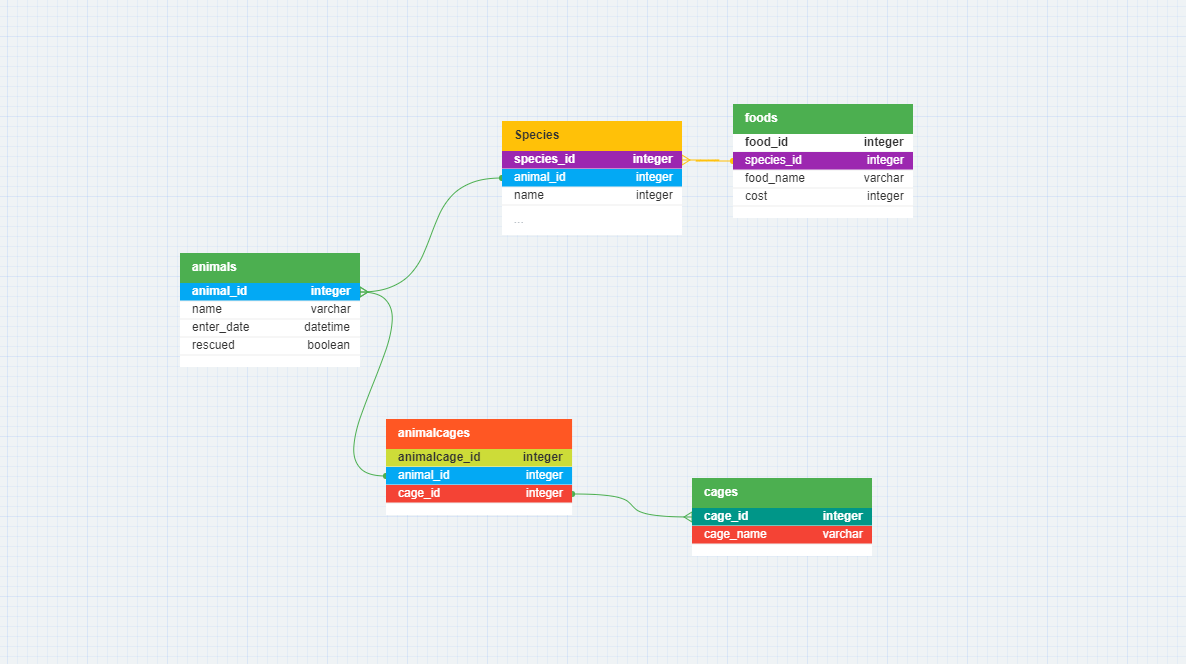 Species
species_id integer
animal_id integer
name integer
...
foods
food_id integer
species_id integer
food_name varchar
cost integer
animals
animal_id integer
name varchar
enter_date datetime
rescued boolean
animalcages
animalcage_id integer
animal_id integer
cage_id integer
cages
cage_id integer
cage_name varchar